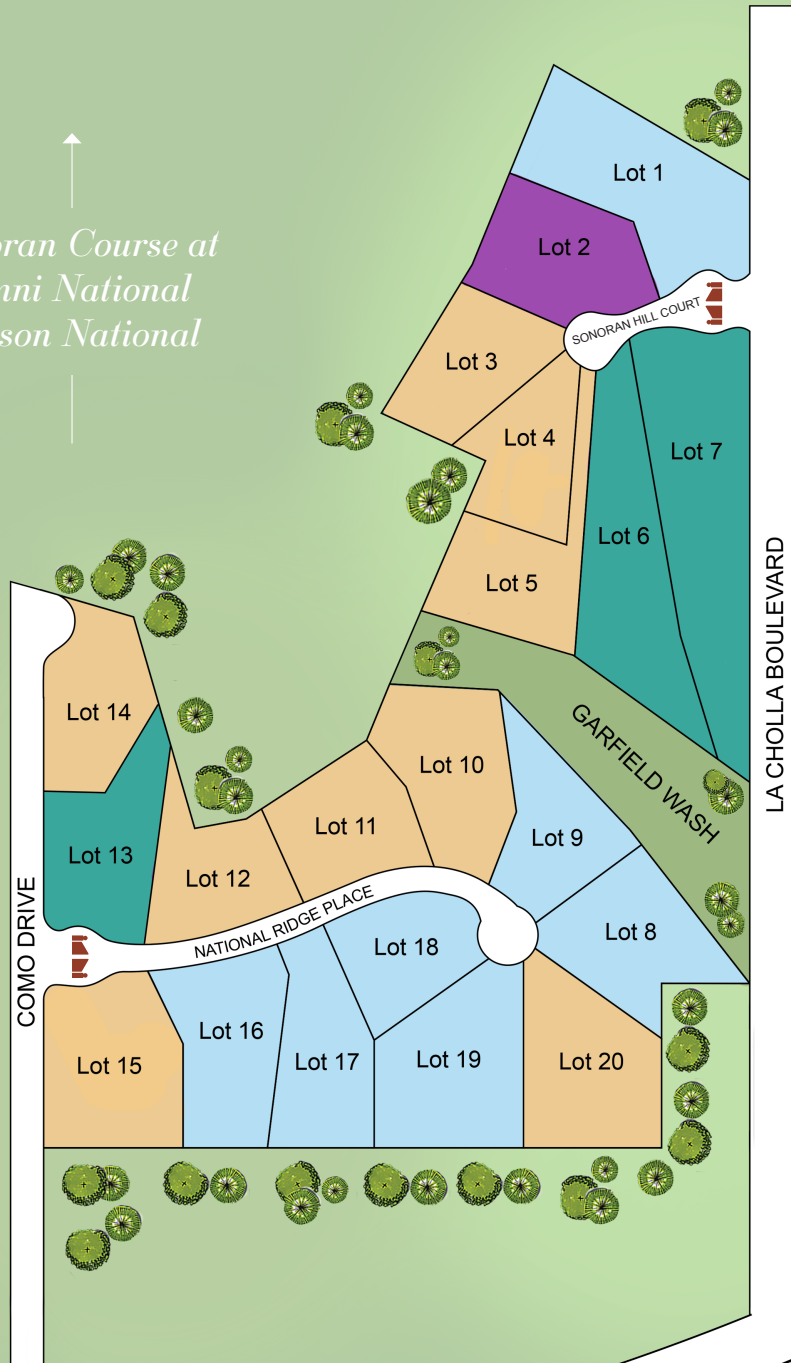 Course at
National
National
Lot 1
Lot 2
SONORAN HILL COURT
Lot 3
Lot 4
Lot 7
Lot 6
Lot 5
LA CHOLLA BOULEVARD
Lot 14
GARFIELD WASH
Lot 10
Lot 11
Lot 9
Lot 13
Lot 12
COMO DRIVE
NATIONAL RIDGE PLACE
Lot 18
Lot 8
Lot 16
Lot 15
Lot 17
Lot 19
Lot 20